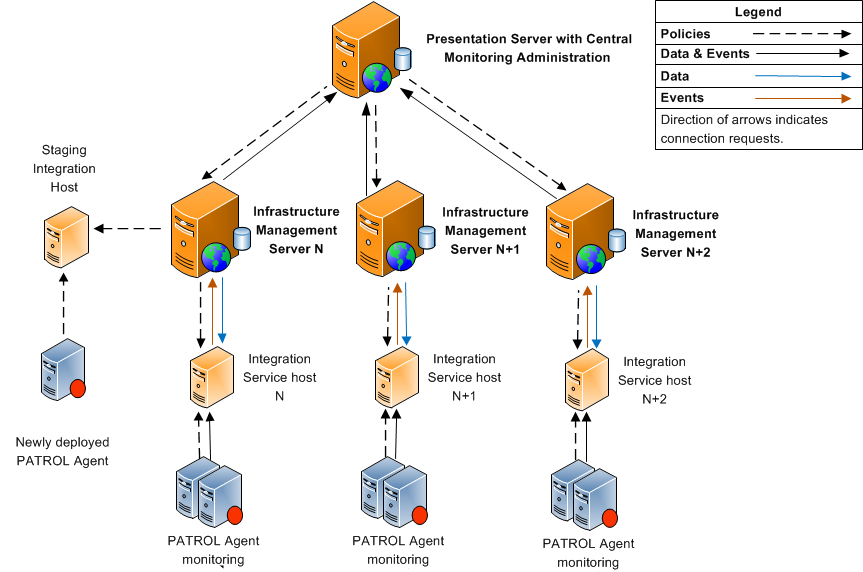 Presentation Server with Central
Monitoring Administration
Legend
Policies
Data & Events
Data
Events
Direction of arrows indicates
connection requests.
Staging
Integration
Host
Infrastructure
Management
Server N
Infrastructure
Management
Server N+1
Infrastructure
Management
Server N+2
Newly deployed
PATROL Agent
Integration
Service host
N
Integration
Service host
N+1
Integration
Service host
N+2
PATROL Agent
monitoring
PATROL Agent
monitoring
PATROL Agent
monitoring